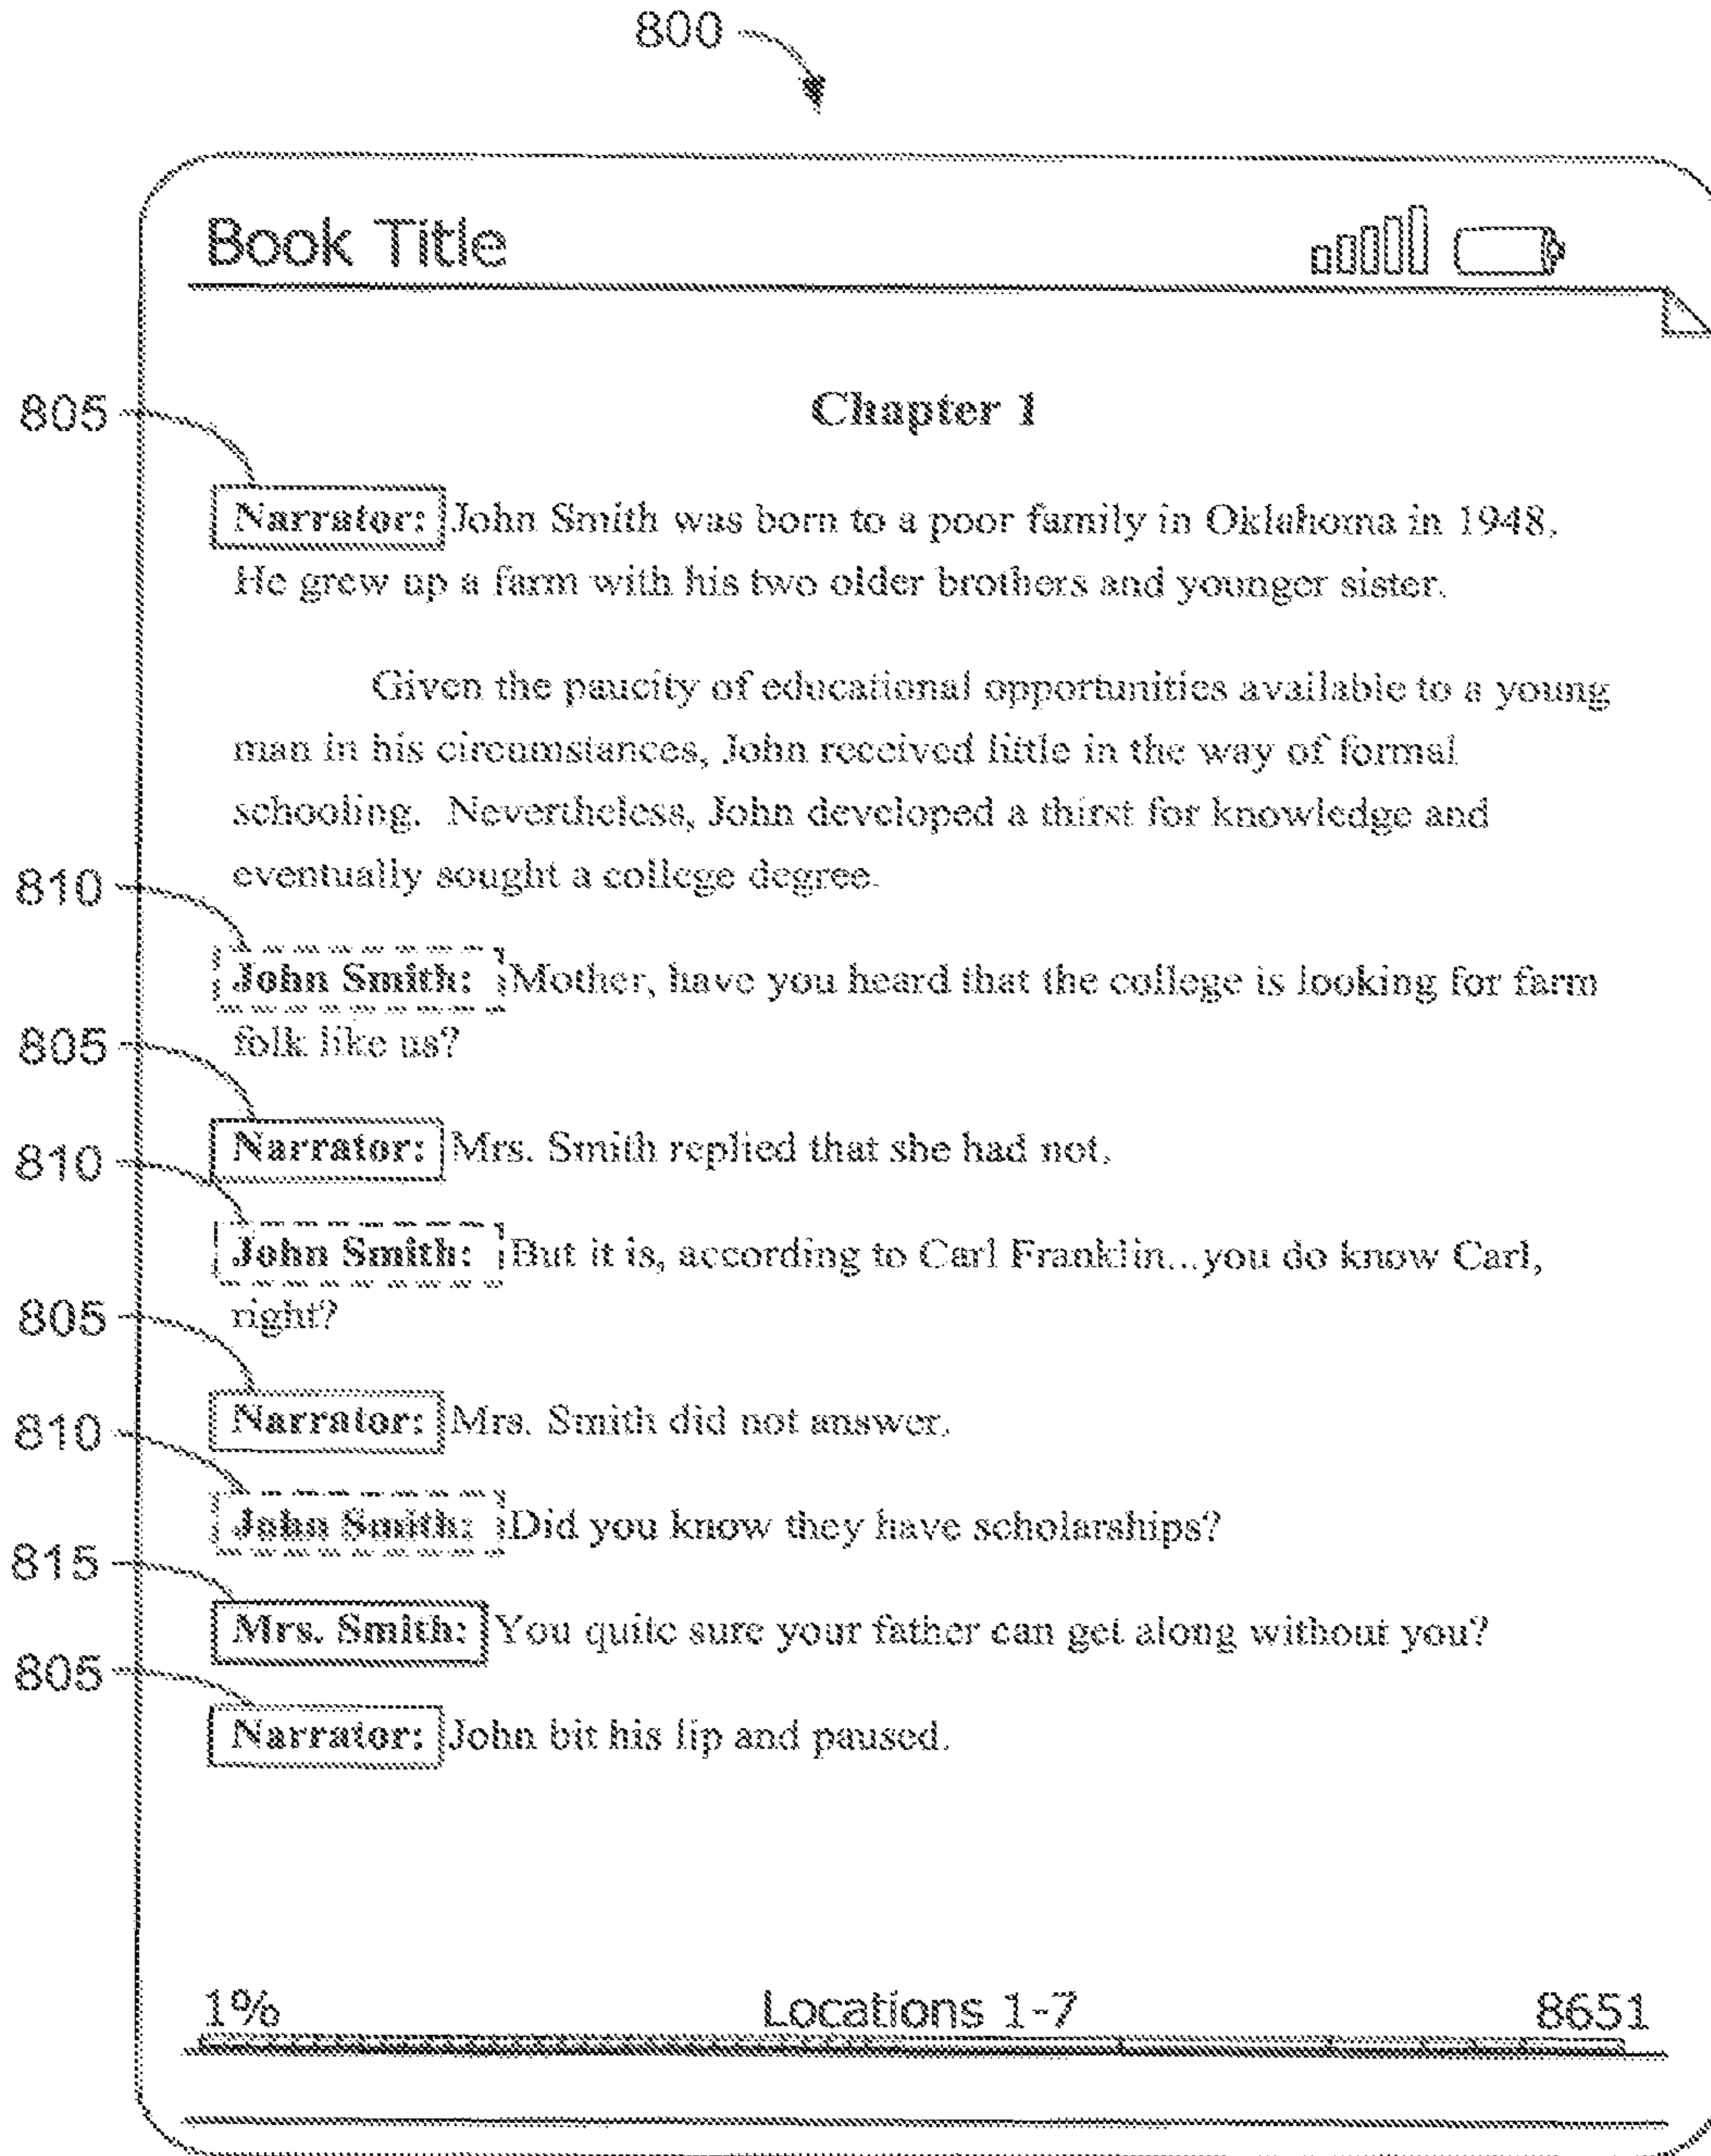 800
Book Title
Chapter 1
805
Narrator: John Smith was born to a poor family in Oklahoma in 1948.
He grew up a farm with his two older brothers and younger sister.
Given the paucity of educational opportunities available to a young
man in his circumstances, John received little in the way of formal
schooling. Nevertheless, John developed a thirst for knowledge and
eventually sought a college degree.
810
John Smith: Mother, have you heard that the college is looking for farm
folk like us?
805
Narrator: Mrs. Smith replied that she had not.
810
John Smith: But it is, according to Carl Franklin...you do know Carl,
right?
805
Narrator: Mrs. Smith did not answer.
810
John Smith: Did you know they have scholarships?
815
Mrs. Smith: You quite sure your father can get along without you?
805
Narrator: John bit his lip and paused.
1% Locations 1-7 8651